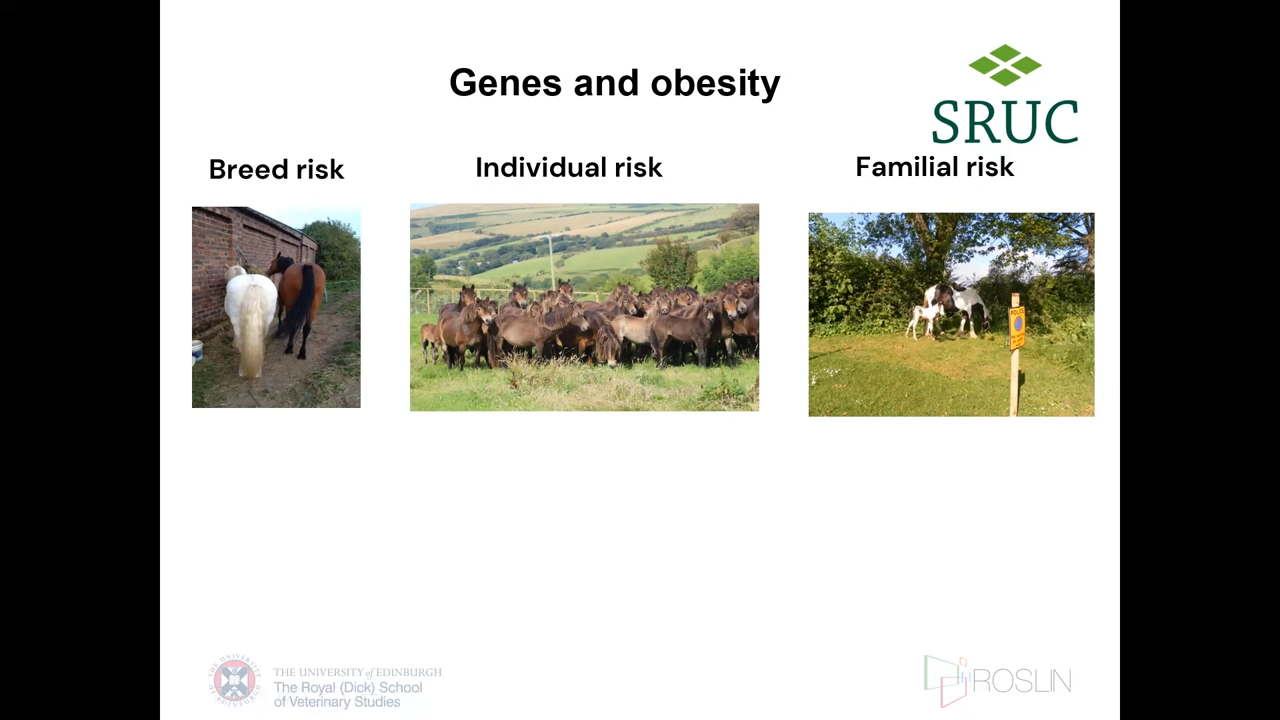 Genes and obesity
SRUC
Breed risk
Individual risk
Familial risk
POLICE
THE UNIVERSITY of EDINBURGH
The Royal (Dick) School
of Veterinary Studies
ROSLIN